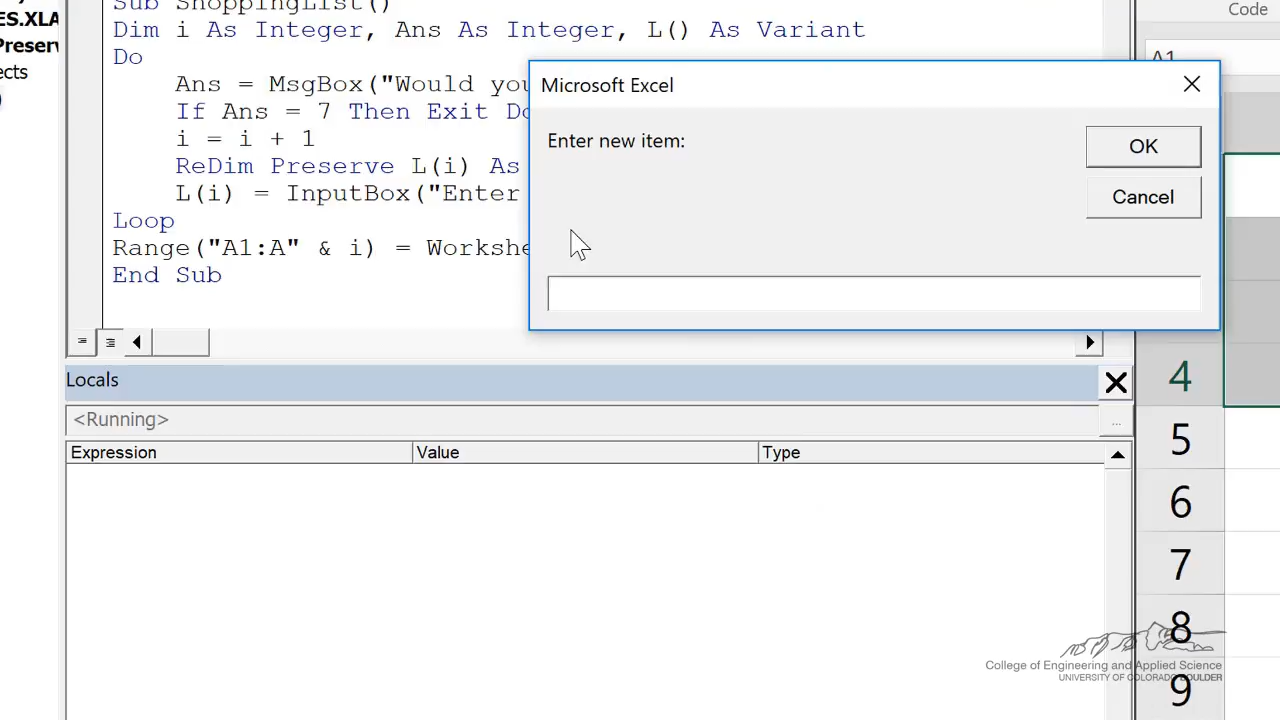 Sub ShoppingList()
Dim i As Integer, Ans As Integer, L() As Variant
Do
Ans = MsgBox("Would you
If Ans = 7 Then Exit Do
i = i + 1
ReDim Preserve L(i) As
L(i) = InputBox("Enter
Loop
Range("A1:A" & i) = Workshe
End Sub
ES.XLA
Preserv
ects
)
Microsoft Excel
Enter new item:
OK
Cancel
Locals
<Running>
...
Expression Value Type
Code
A1
4
5
6
7
8
9
College of Engineering and Applied Science
UNIVERSITY OF COLORADO BOULDER